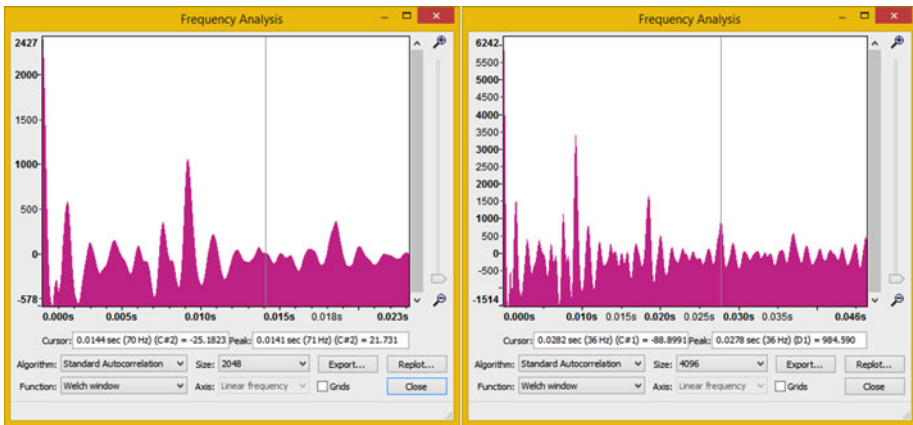 Frequency Analysis
2427
2000-
1500-
1000-
500-
0-
-578-
0.000s 0.005s 0.010s 0.015s 0.018s 0.023s
Cursor: 0.0144 sec (70 Hz) (C#2) = -25.1823 Peak: 0.0141 sec (71 Hz) (C#2) = 21.731
Algorithm: Standard Autocorrelation Size: 2048 Export... Replot...
Function: Welch window Axis: Linear frequency Grids Close
Frequency Analysis
6242
5500
5000-
4500
4000-
3500
3000-
2500
2000-
1500
1000-
500
0-
-500
-1514
0.000s 0.010s 0.015s 0.020s 0.025s 0.030s 0.035s 0.046s
Cursor: 0.0282 sec (36 Hz) (C#1) = -88.8991 Peak: 0.0278 sec (36 Hz) (D1) = 984.590
Algorithm: Standard Autocorrelation Size: 4096 Export... Replot...
Function: Welch window Axis: Linear frequency Grids Close